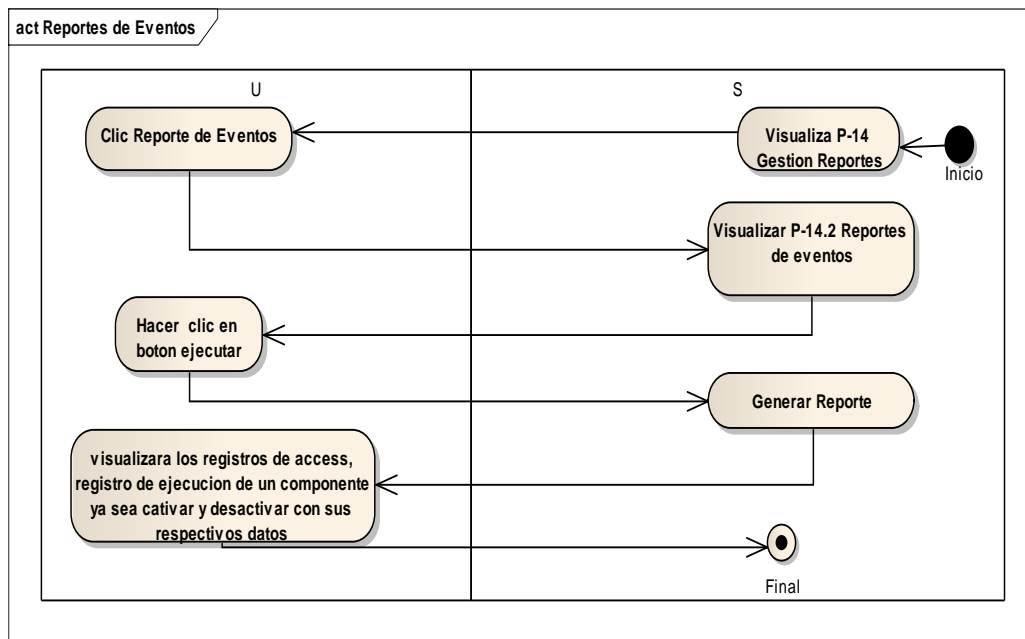 act Reportes de Eventos
U
S
Clic Reporte de Eventos
Visualiza P-14
Gestion Reportes
Inicio
Visualizar P-14.2 Reportes
de eventos
Hacer clic en
boton ejecutar
Generar Reporte
visualizara los registros de access,
registro de ejecucion de un componente
ya sea cativar y desactivar con sus
respectivos datos
Final